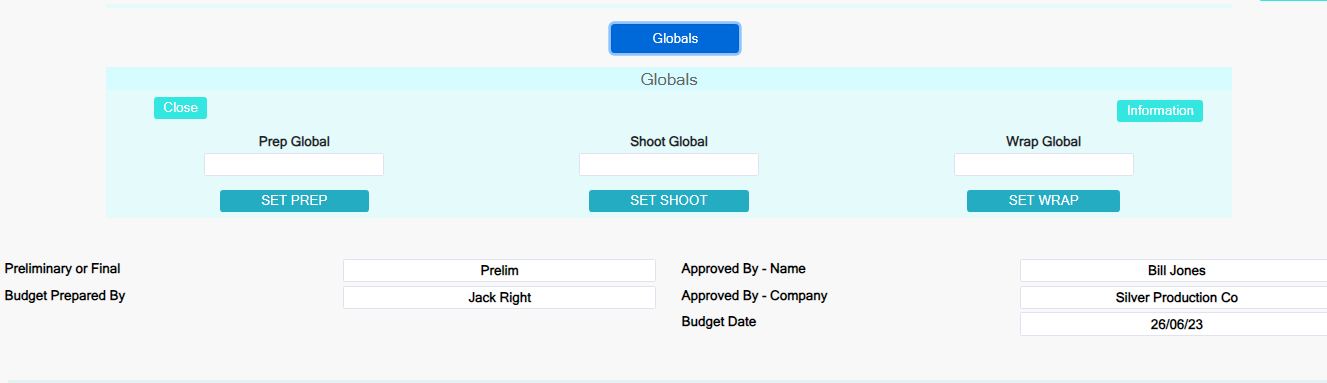 Globals
Globals
Close
Information
Prep Global Shoot Global Wrap Global
SET PREP SET SHOOT SET WRAP
Preliminary or Final Prelim Approved By - Name Bill Jones
Budget Prepared By Jack Right Approved By - Company Silver Production Co
Budget Date 26/06/23